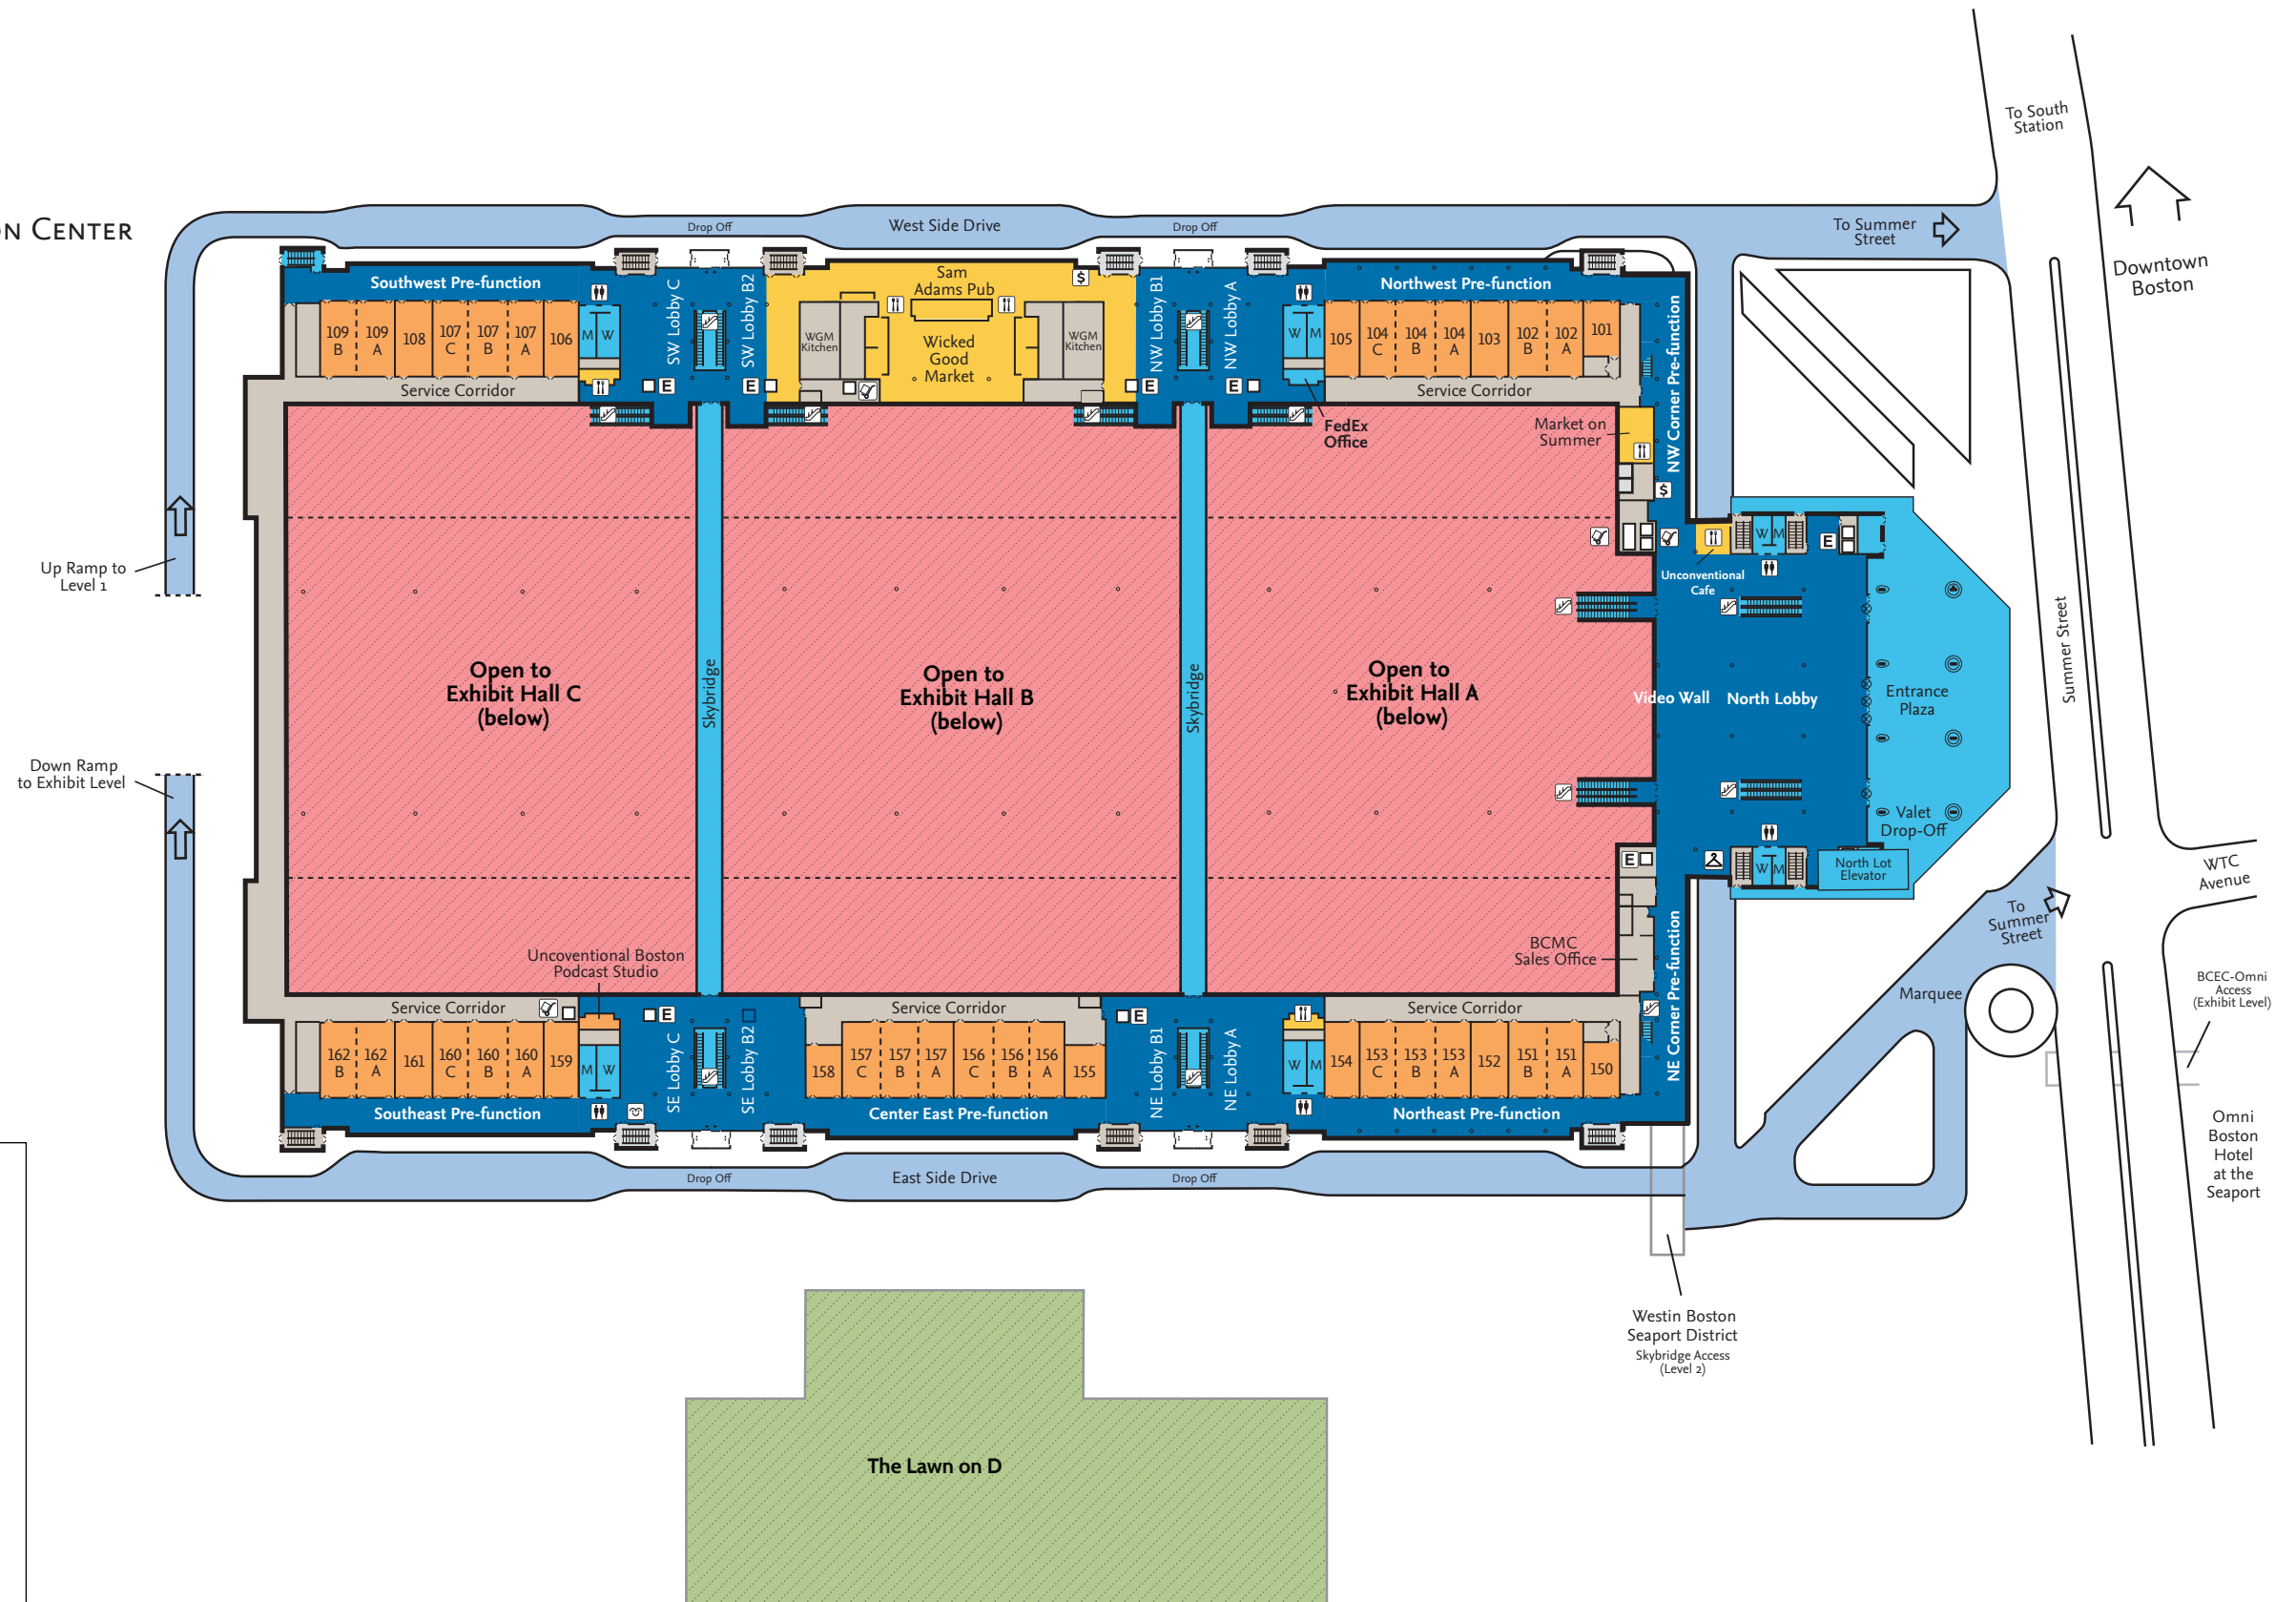 To South
Station
N CENTER
Drop Off
West Side Drive
Drop Off
To Summer
Street
Downtown
Boston
Southwest Pre-function
SW Lobby C
SW Lobby B2
Sam
Adams Pub
$
NW Lobby B1
NW Lobby A
Northwest Pre-function
NW Corner Pre-function
109
B
109
A
108
107
C
107
B
107
A
106
M W
WGM
Kitchen
Wicked
Good
Market
WGM
Kitchen
W M
105
104
C
104
B
104
A
103
102
B
102
A
101
Service Corridor
E
E
E
E
Service Corridor
FedEx
Office
Market on
Summer
$
W M
E
Up Ramp to
Level 1
Unconventional
Cafe
Summer Street
Open to
Exhibit Hall C
(below)
Skybridge
Open to
Exhibit Hall B
(below)
Skybridge
Open to
Exhibit Hall A
(below)
Video Wall
North Lobby
Entrance
Plaza
Down Ramp
to Exhibit Level
Valet
Drop-Off
E
W M
North Lot
Elevator
WTC
Avenue
To
Summer
Street
Uncoventional Boston
Podcast Studio
BCMC
Sales Office
NE Corner Pre-function
Marquee
BCEC-Omni
Access
(Exhibit Level)
Service Corridor
E
Service Corridor
E
Service Corridor
162
B
162
A
161
160
C
160
B
160
A
159
M W
SE Lobby C
SE Lobby B2
158
157
C
157
B
157
A
156
C
156
B
156
A
155
NE Lobby B1
NE Lobby A
W M
154
153
C
153
B
153
A
152
151
B
151
A
150
Southeast Pre-function
Center East Pre-function
Northeast Pre-function
Omni
Boston
Hotel
at the
Seaport
Drop Off
East Side Drive
Drop Off
Westin Boston
Seaport District
Skybridge Access
(Level 2)
The Lawn on D